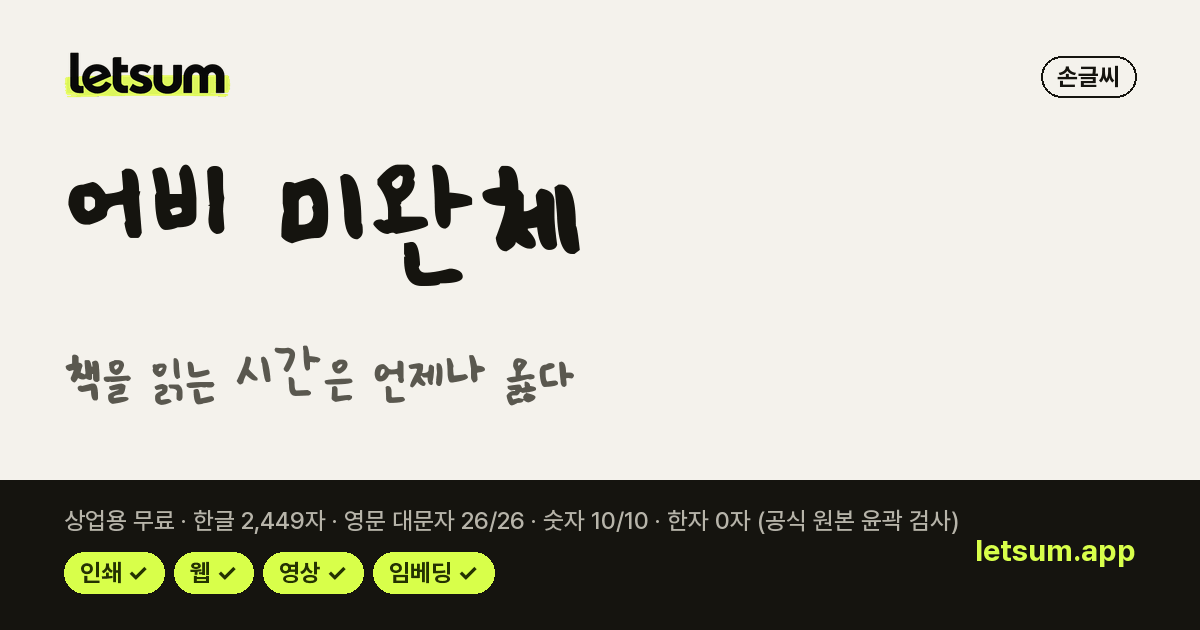 letsum
손글씨
어비 미완체
책을 읽는 시간은 언제나 옳다
상업용 무료 · 한글 2,449자 · 영문 대문자 26/26 · 숫자 10/10 · 한자 0자 (공식 원본 윤곽 검사)
인쇄 ✓ 웹 ✓ 영상 ✓ 임베딩 ✓
letsum.app